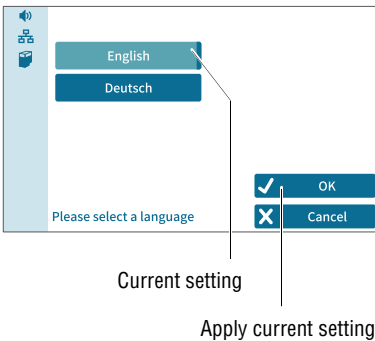 English
Deutsch
OK
Please select a language
Cancel
Current setting
Apply current setting